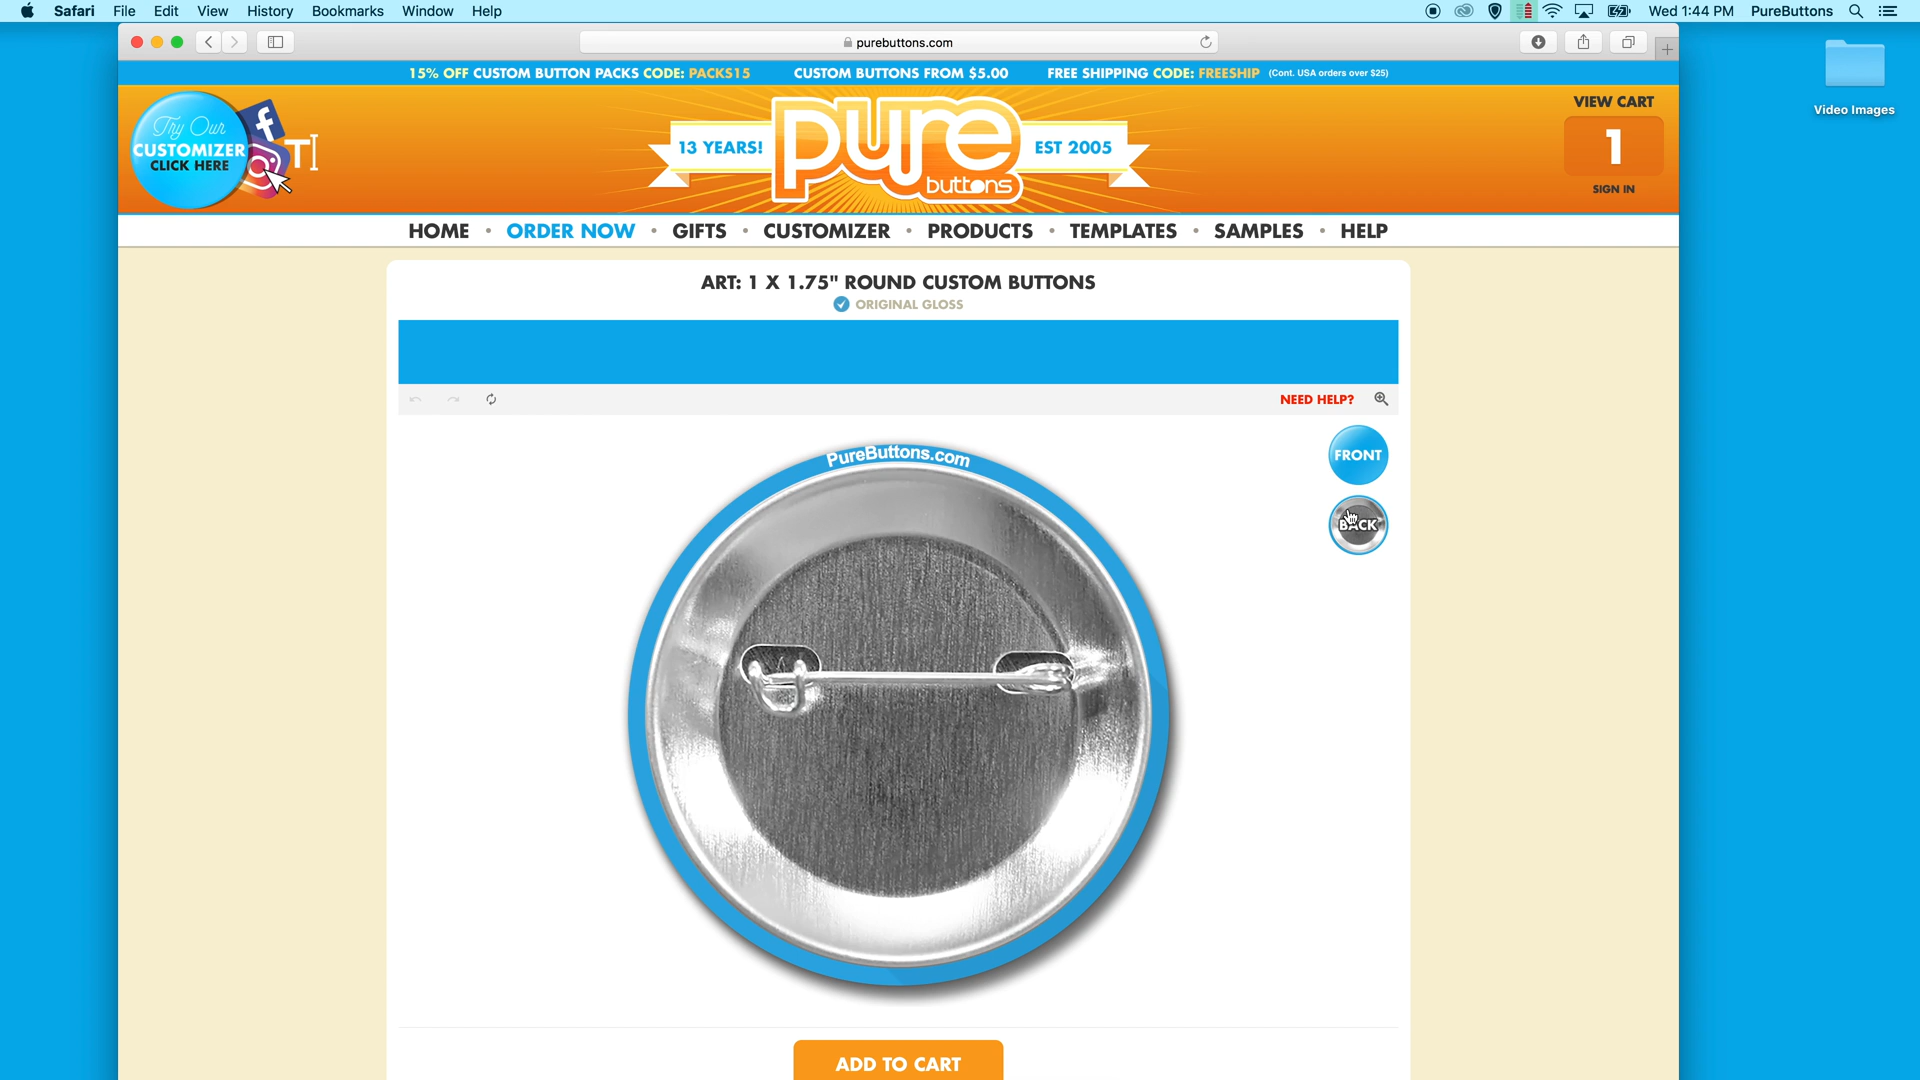 Safari File Edit View History Bookmarks Window Help Wed 1:44 PM PureButtons
purebuttons.com
Video Images
15% OFF CUSTOM BUTTON PACKS CODE: PACKS15 CUSTOM BUTTONS FROM $5.00 FREE SHIPPING CODE: FREESHIP (Cont. USA orders over $25)
Try Our
CUSTOMIZER
CLICK HERE
f
T
13 YEARS!
pure
buttons
EST 2005
VIEW CART
1
SIGN IN
HOME • ORDER NOW • GIFTS • CUSTOMIZER • PRODUCTS • TEMPLATES • SAMPLES • HELP
ART: 1 X 1.75" ROUND CUSTOM BUTTONS
ORIGINAL GLOSS
NEED HELP?
FRONT
BACK
PureButtons.com
ADD TO CART